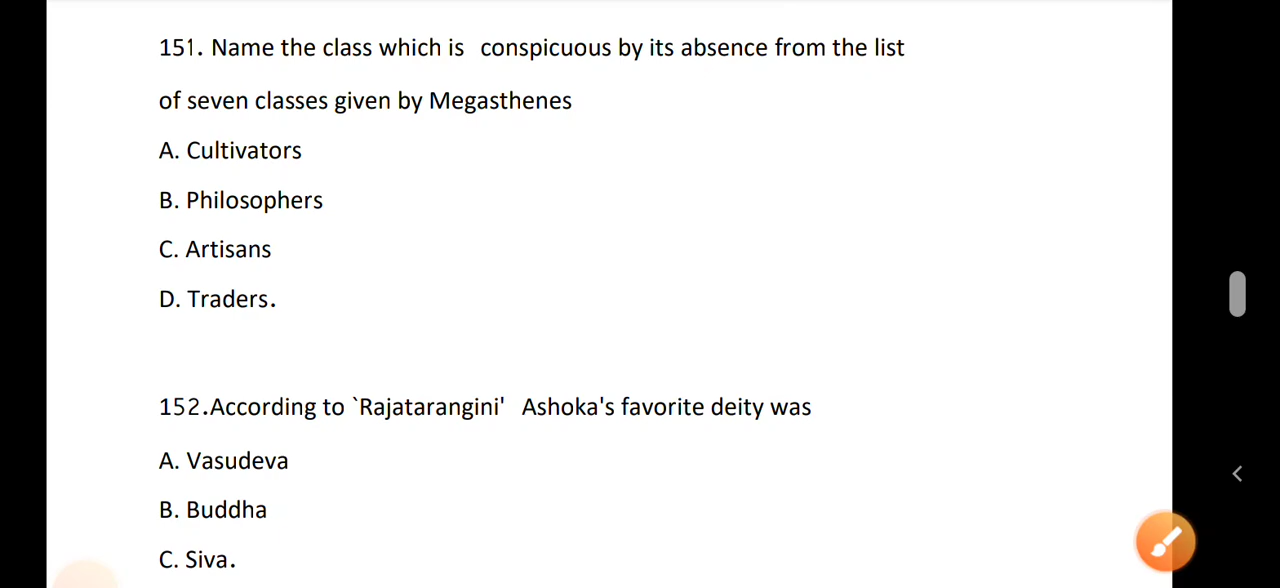 151. Name the class which is conspicuous by its absence from the list
of seven classes given by Megasthenes
A. Cultivators
B. Philosophers
C. Artisans
D. Traders.
152.According to `Rajatarangini' Ashoka's favorite deity was
A. Vasudeva
B. Buddha
C. Siva.